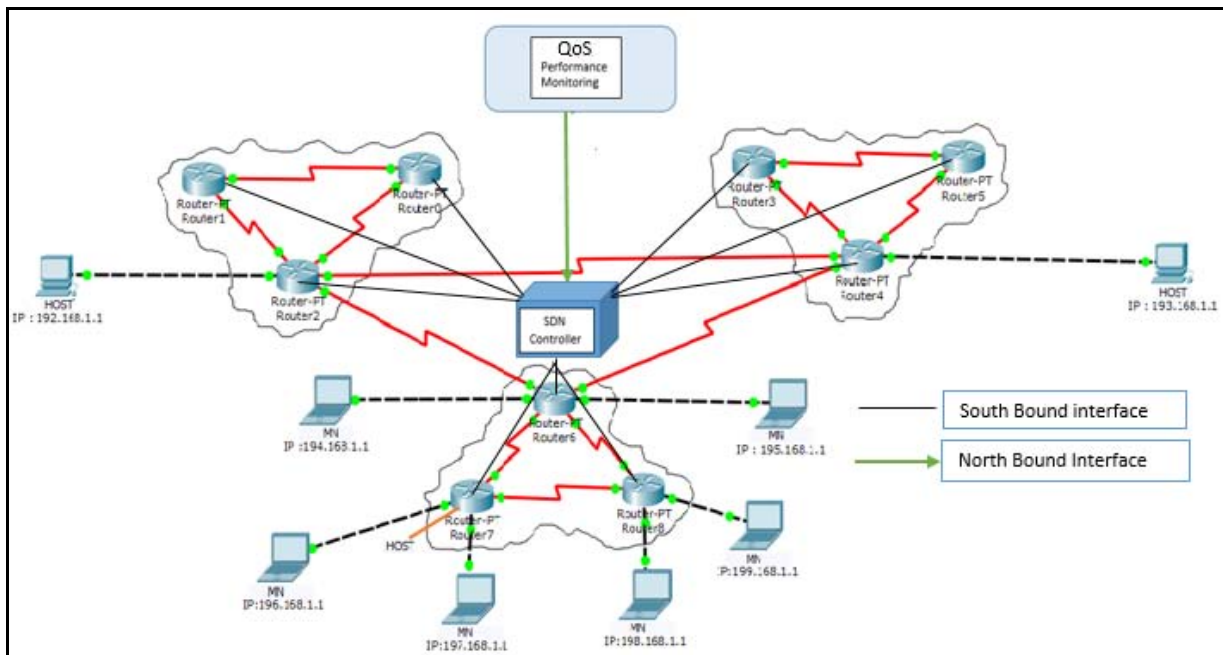 QoS
Performance
Monitoring
Router-PT
Router1
Router-PT
Router0
Router-PT
Router3
Router-PT
Router5
HOST
IP : 192.168.1.1
Router-PT
Router2
Router-PT
Router4
HOST
IP : 193.168.1.1
SDN
Controller
MN
IP :194.168.1.1
Router-PT
Router6
MN
IP : 195.168.1.1
South Bound interface
North Bound Interface
Router-PT
Router7
HOST
Router-PT
Router8
MN
IP:199.168.1.1
MN
IP:196.168.1.1
MN
IP:197.168.1.1
MN
IP:198.168.1.1